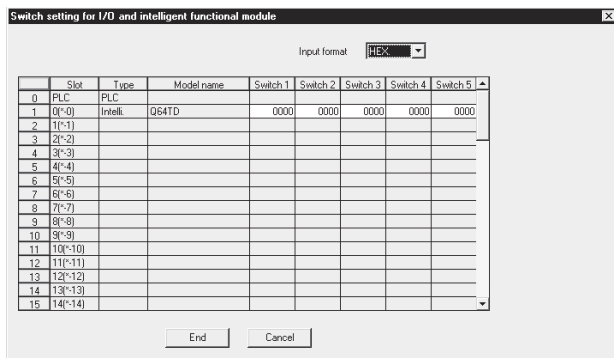 Switch setting for I/O and intelligent functional module
Input format HEX.
Slot Type Model name Switch 1 Switch 2 Switch 3 Switch 4 Switch 5
0 PLC PLC
1 0(*-0) Intelli. Q64TD 0000 0000 0000 0000 0000
2 1(*-1)
3 2(*-2)
4 3(*-3)
5 4(*-4)
6 5(*-5)
7 6(*-6)
8 7(*-7)
9 8(*-8)
10 9(*-9)
11 10(*-10)
12 11(*-11)
13 12(*-12)
14 13(*-13)
15 14(*-14)
End Cancel